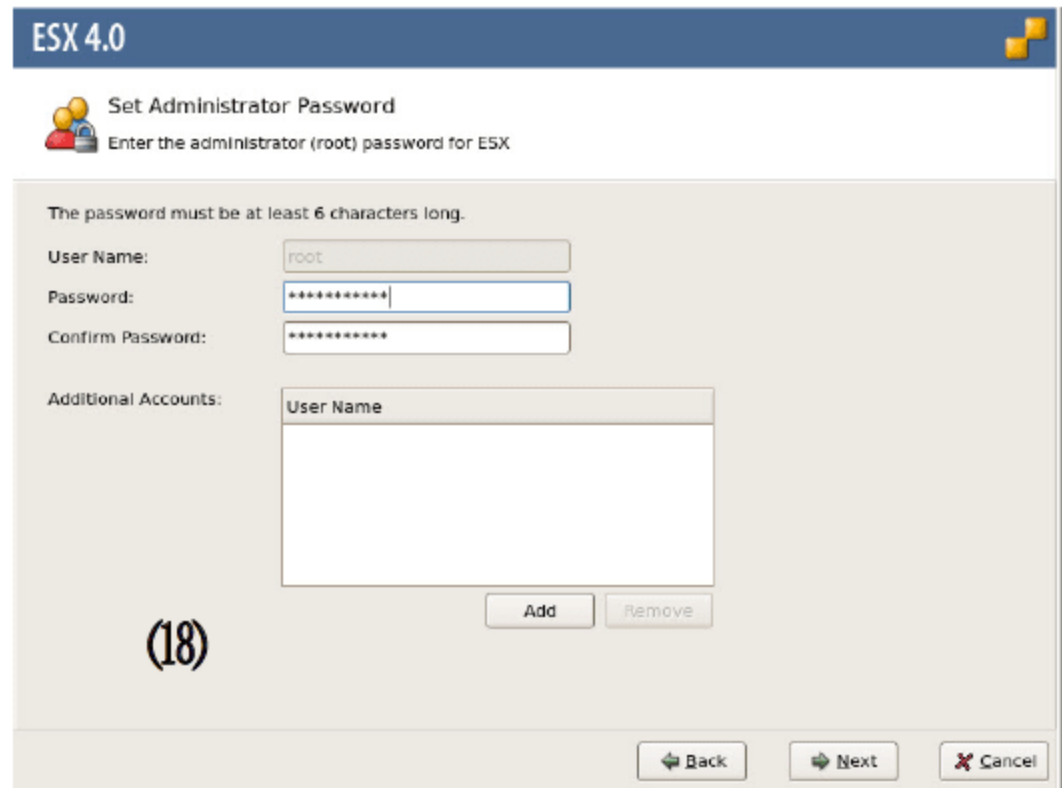 ESX 4.0
Set Administrator Password
Enter the administrator (root) password for ESX
The password must be at least 6 characters long.
User Name: root
Password: ***********
Confirm Password: ***********
Additional Accounts:
User Name
Add Remove
(18)
Back Next Cancel